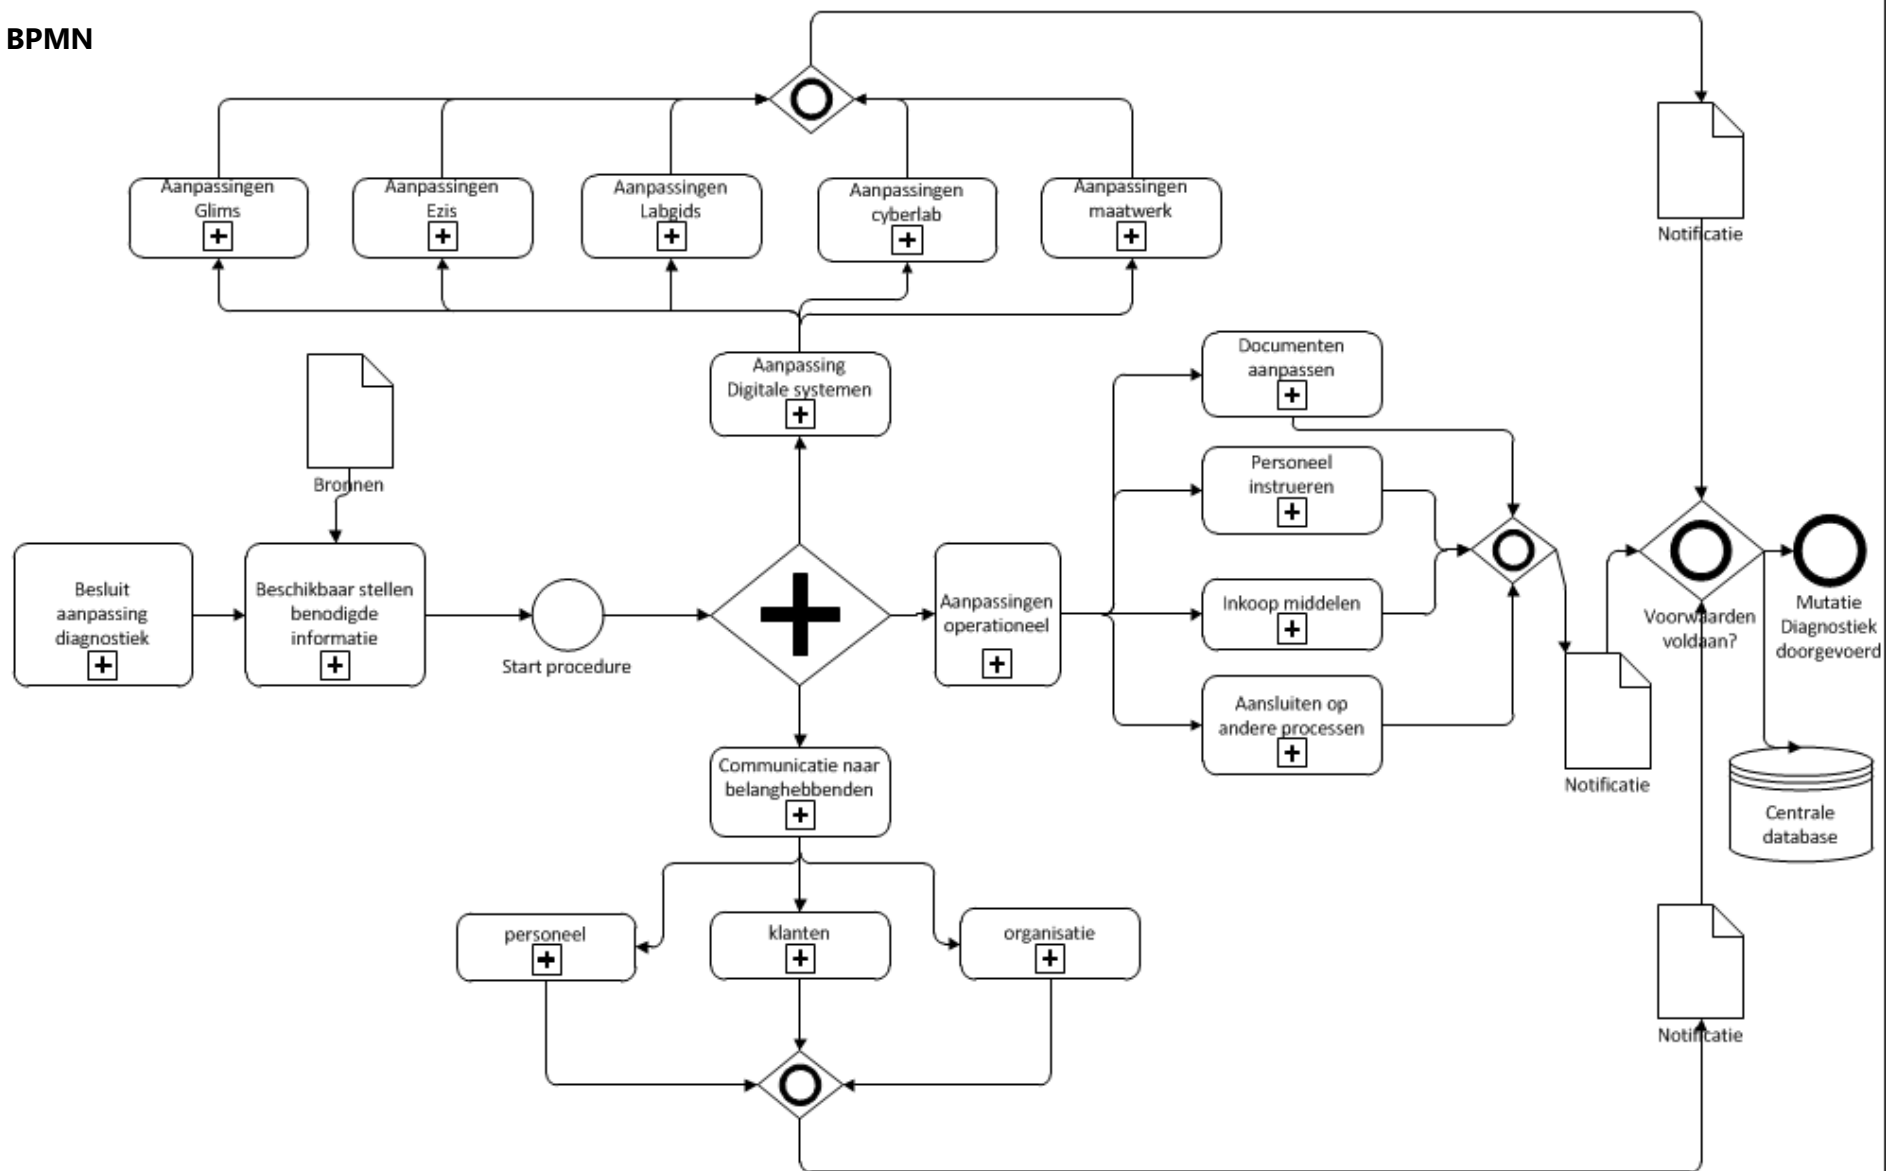 BPMN
Aanpassingen
Glims
Aanpassingen
Ezis
Aanpassingen
Labgids
Aanpassingen
cyberlab
Aanpassingen
maatwerk
Notificatie
Aanpassing
Digitale systemen
Bronnen
Documenten
aanpassen
Personeel
instrueren
Besluit
aanpassing
diagnostiek
Beschikbaar stellen
benodigde
informatie
Start procedure
Aanpassingen
operationeel
Inkoop middelen
Aansluiten op
andere processen
Voorwaarden
voldaan?
Mutatie
Diagnostiek
doorgevoerd
Notificatie
Centrale
database
Communicatie naar
belanghebbenden
personeel
klanten
organisatie
Notificatie